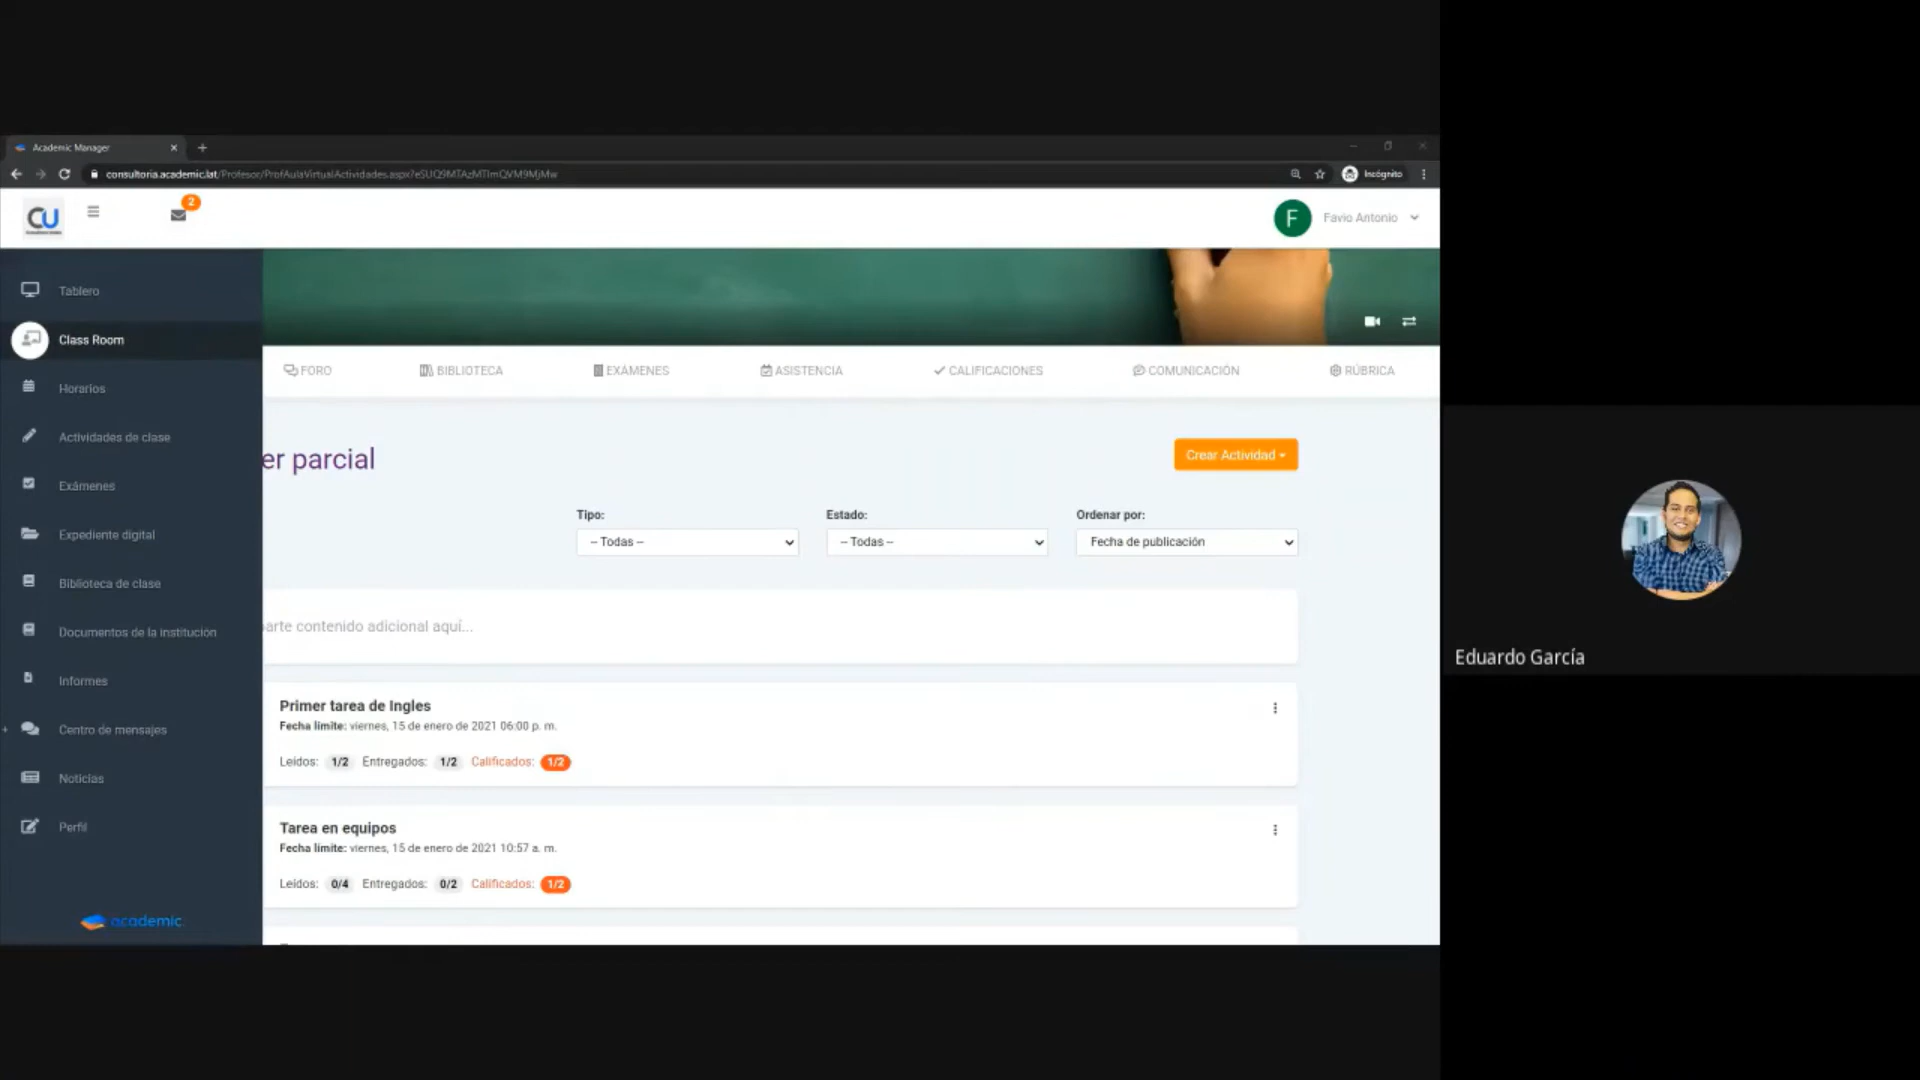 Academic Manager
consultoria.academic.lat/Profesor/ProfAulaVirtualActividades.aspx?eSUQ9MTAzMTImQVM9MjMw
Incógnito
CU
2
F
Favio Antonio
Tablero
Class Room
Horarios
Actividades de clase
Exámenes
Expediente digital
Biblioteca de clase
Documentos de la institución
Informes
Centro de mensajes
Noticias
Perfil
academic
FORO
BIBLIOTECA
EXÁMENES
ASISTENCIA
CALIFICACIONES
COMUNICACIÓN
RÚBRICA
er parcial
Crear Actividad
Tipo:
-- Todas --
Estado:
-- Todas --
Ordenar por:
Fecha de publicación
arte contenido adicional aquí...
Primer tarea de Ingles
Fecha límite: viernes, 15 de enero de 2021 06:00 p. m.
Leídos: 1/2 Entregados: 1/2 Calificados: 1/2
Tarea en equipos
Fecha límite: viernes, 15 de enero de 2021 10:57 a. m.
Leídos: 0/4 Entregados: 0/2 Calificados: 1/2
Eduardo García